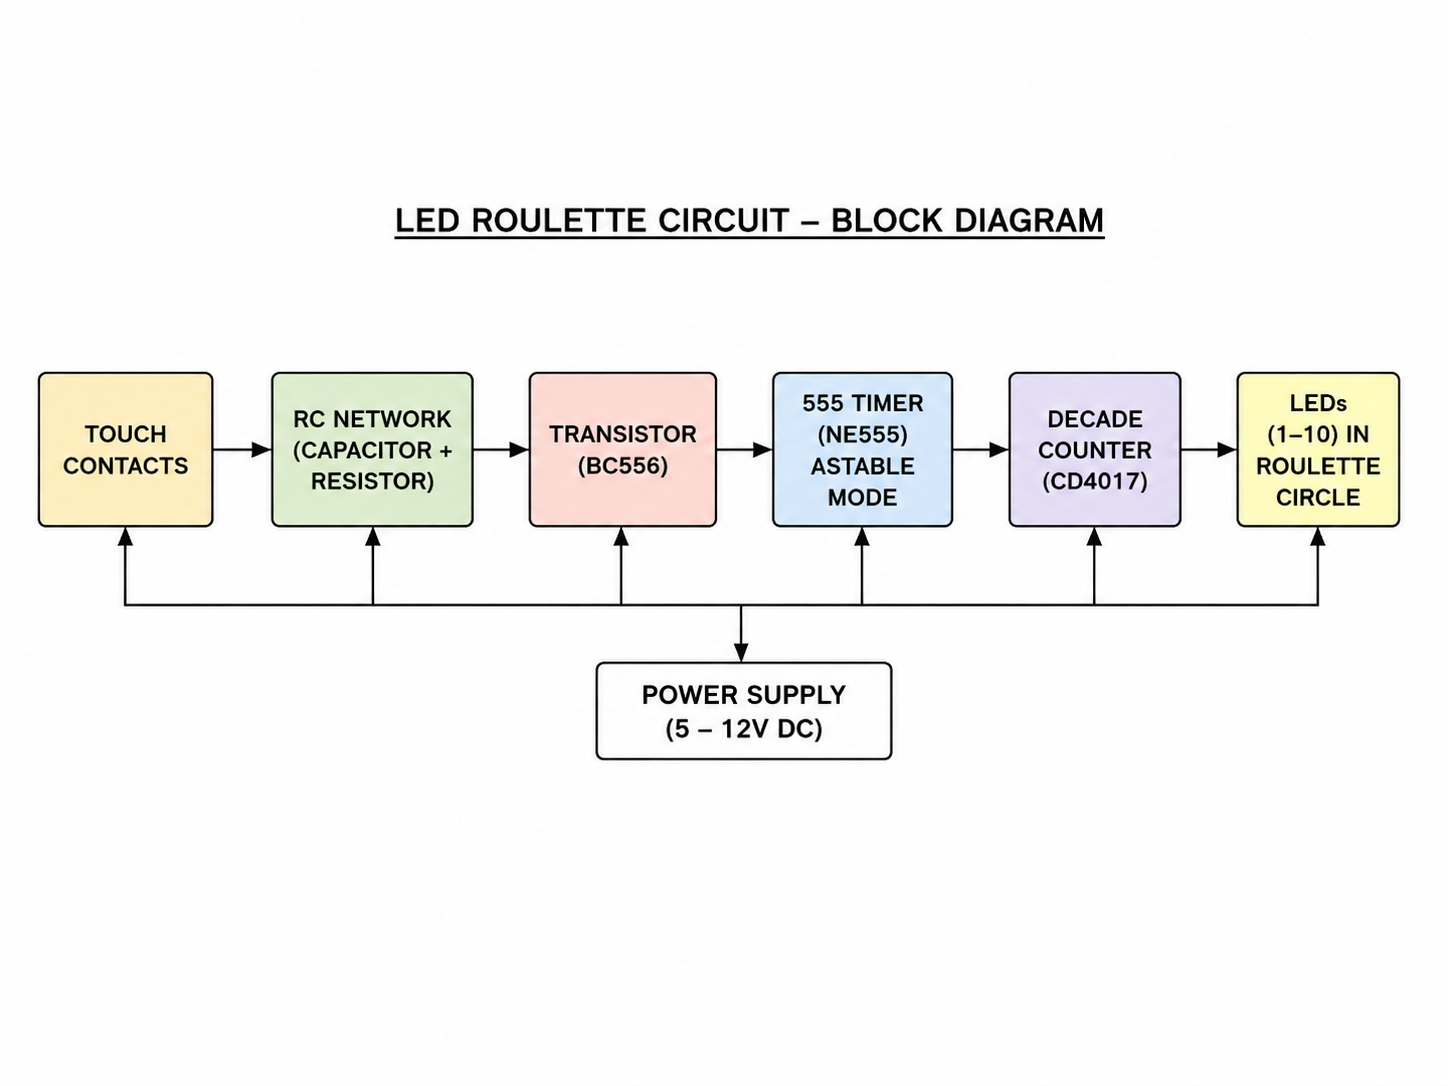 LED ROULETTE CIRCUIT – BLOCK DIAGRAM
TOUCH
CONTACTS
RC NETWORK
(CAPACITOR +
RESISTOR)
TRANSISTOR
(BC556)
555 TIMER
(NE555)
ASTABLE
MODE
DECADE
COUNTER
(CD4017)
LEDs
(1–10) IN
ROULETTE
CIRCLE
POWER SUPPLY
(5 – 12V DC)